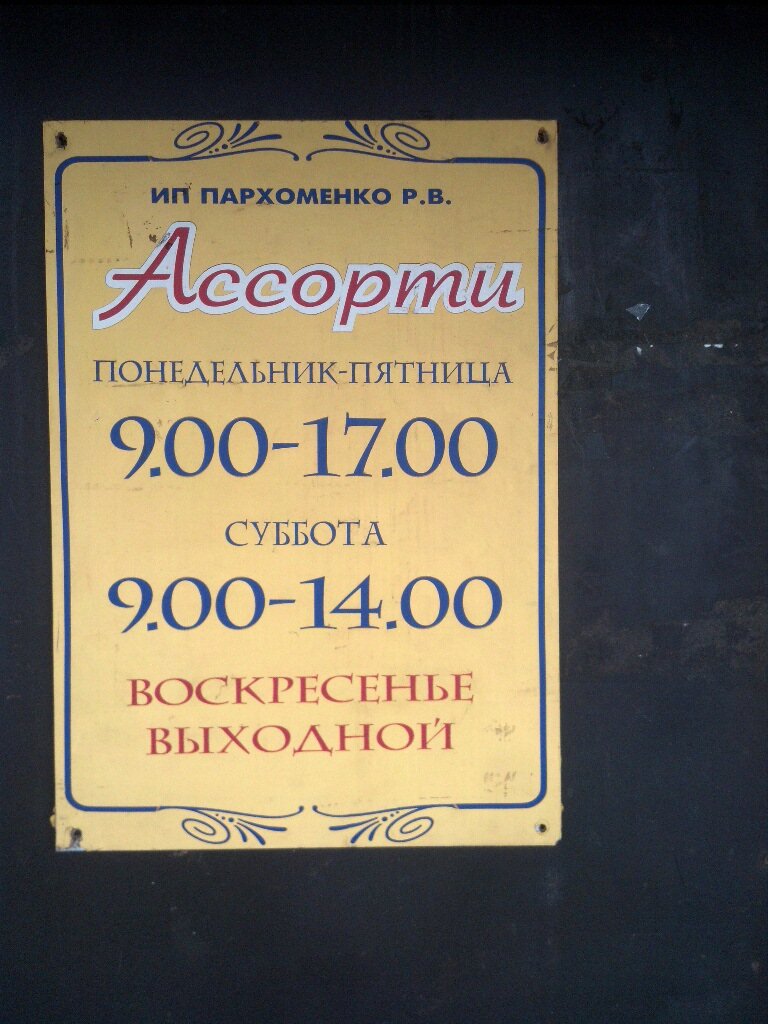 ИП ПАРХОМЕНКО Р.В.
Ассорти
ПОНЕДЕЛЬНИК-ПЯТНИЦА
9.00-17.00
СУББОТА
9.00-14.00
ВОСКРЕСЕНЬЕ
ВЫХОДНОЙ